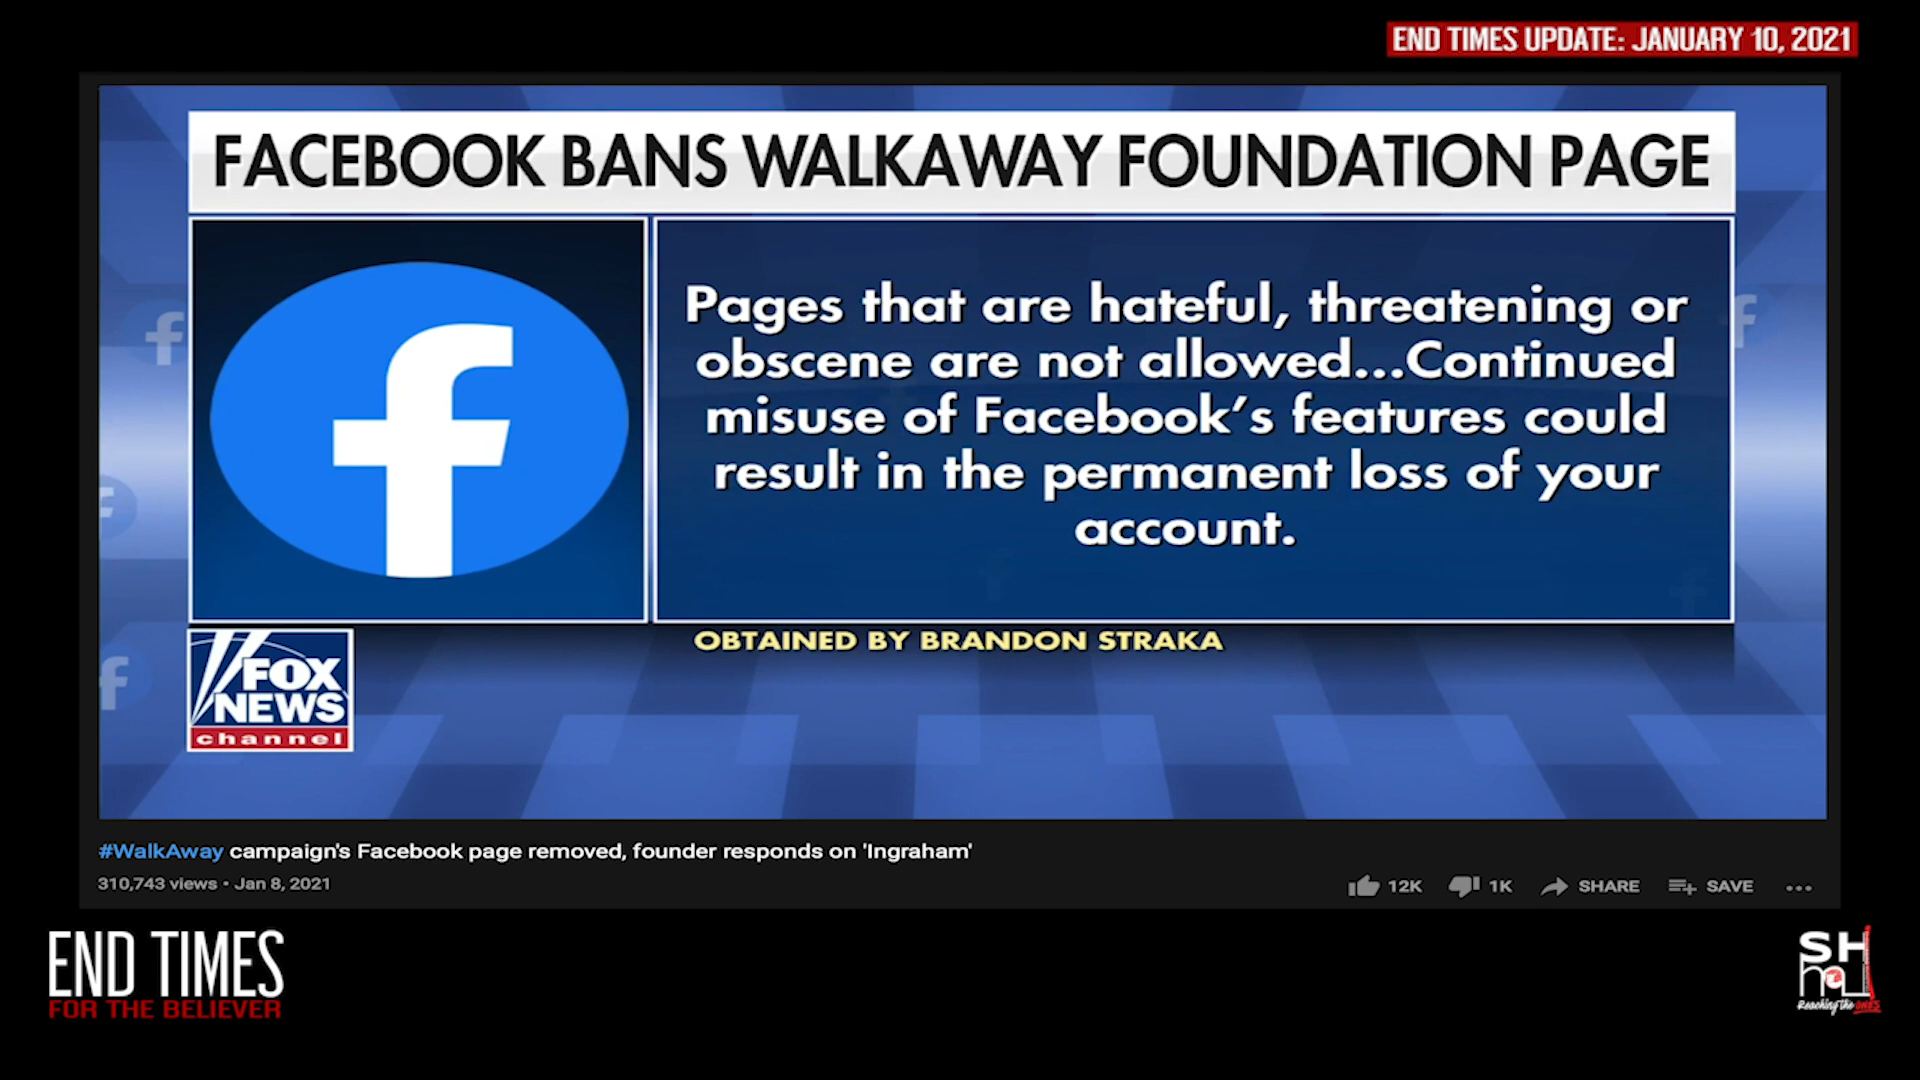 END TIMES UPDATE: JANUARY 10, 2021
FACEBOOK BANS WALKAWAY FOUNDATION PAGE
Pages that are hateful, threatening or
obscene are not allowed...Continued
misuse of Facebook's features could
result in the permanent loss of your
account.
OBTAINED BY BRANDON STRAKA
FOX
NEWS
channel
#WalkAway campaign's Facebook page removed, founder responds on 'Ingraham'
310,743 views • Jan 8, 2021
12K 1K SHARE SAVE ...
END TIMES
FOR THE BELIEVER
SH
Reaching the ONES